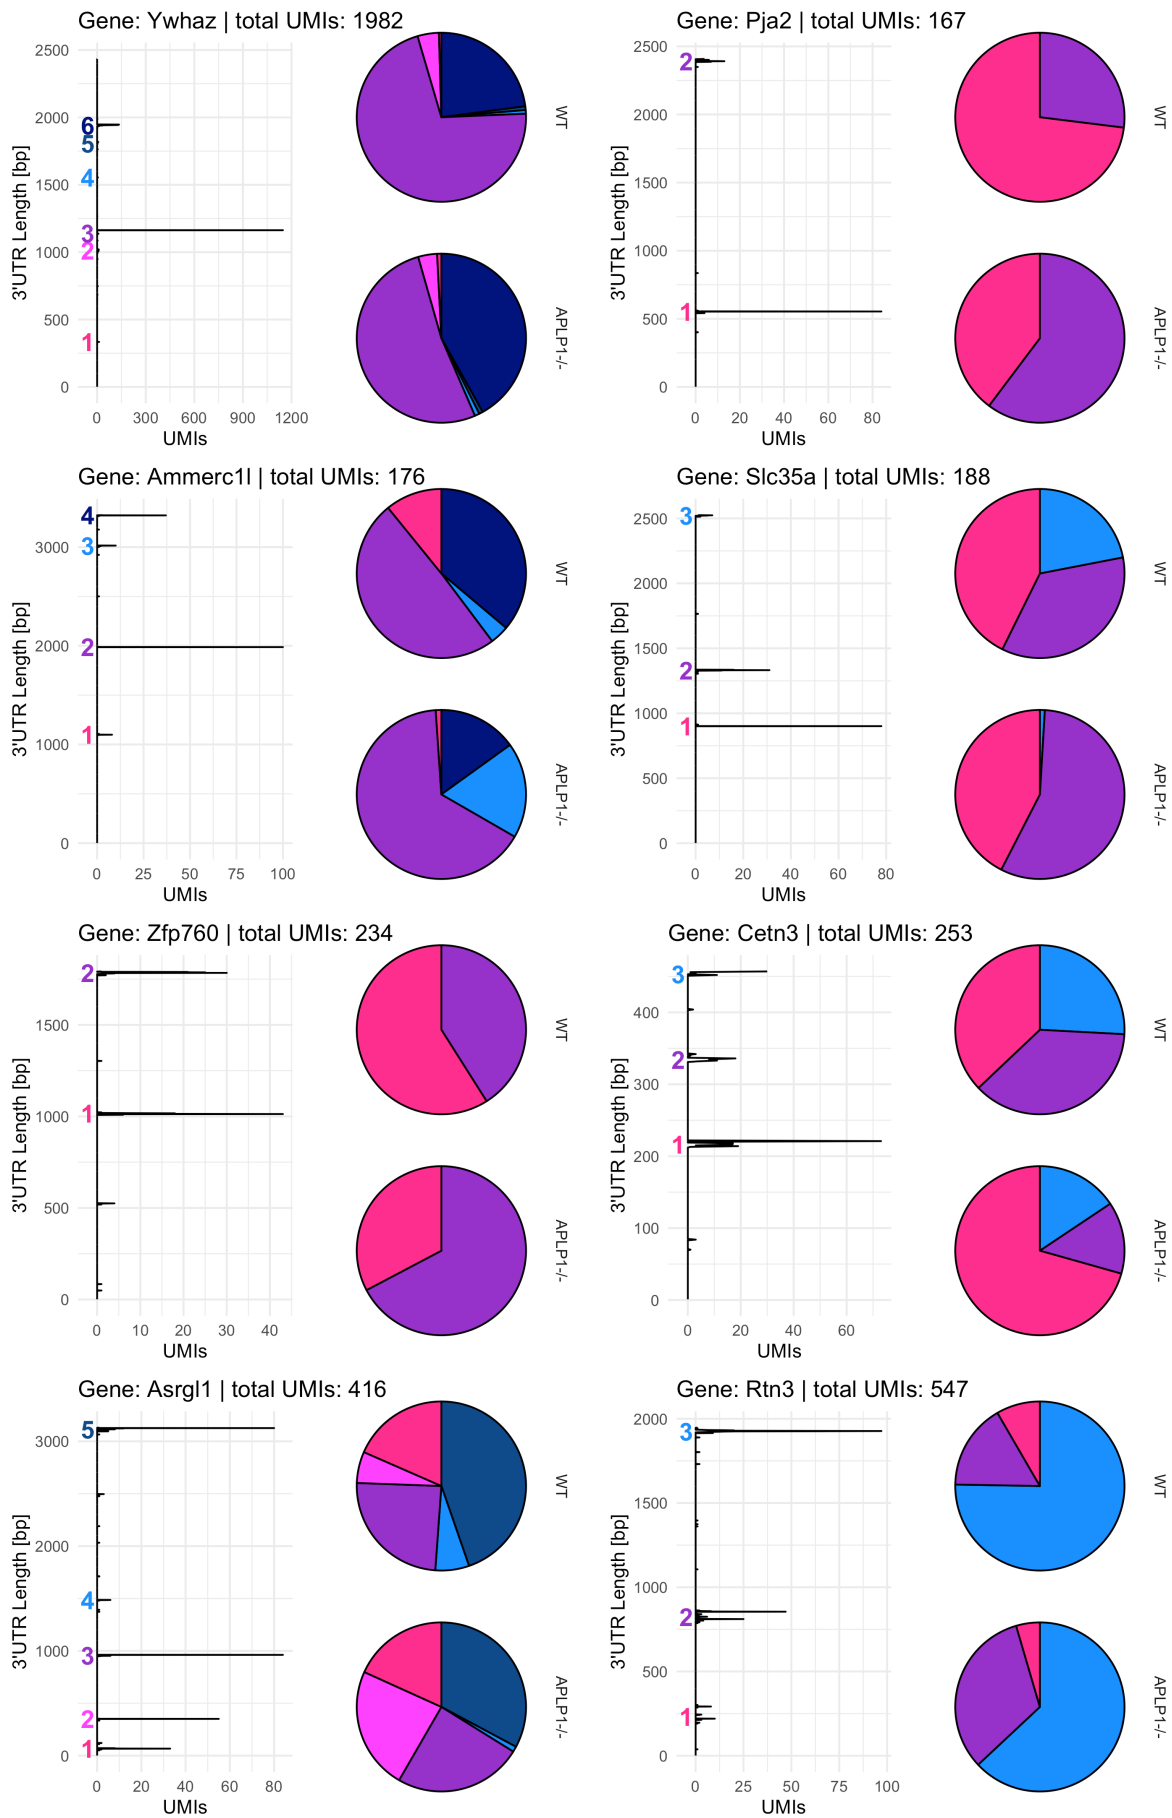 Gene: Ywhaz | total UMIs: 1982
2500
2000
1500
1000
500
0
3'UTR Length [bp]
6
5
4
3
2
1
0 300 600 900 1200
UMIs
WT
APLP1-/-
Gene: Pja2 | total UMIs: 167
2500
2000
1500
1000
500
0
3'UTR Length [bp]
2
1
0 20 40 60 80
UMIs
WT
APLP1-/-
Gene: Ammerc1l | total UMIs: 176
3000
2000
1000
0
3'UTR Length [bp]
4
3
2
1
0 25 50 75 100
UMIs
WT
APLP1-/-
Gene: Slc35a | total UMIs: 188
2500
2000
1500
1000
500
0
3'UTR Length [bp]
3
2
1
0 20 40 60 80
UMIs
WT
APLP1-/-
Gene: Zfp760 | total UMIs: 234
1500
1000
500
0
3'UTR Length [bp]
2
1
0 10 20 30 40
UMIs
WT
APLP1-/-
Gene: Cetn3 | total UMIs: 253
400
300
200
100
0
3'UTR Length [bp]
3
2
1
0 20 40 60
UMIs
WT
APLP1-/-
Gene: Asrgl1 | total UMIs: 416
3000
2000
1000
0
3'UTR Length [bp]
5
4
3
2
1
0 20 40 60 80
UMIs
WT
APLP1-/-
Gene: Rtn3 | total UMIs: 547
2000
1500
1000
500
0
3'UTR Length [bp]
3
2
1
0 25 50 75 100
UMIs
WT
APLP1-/-